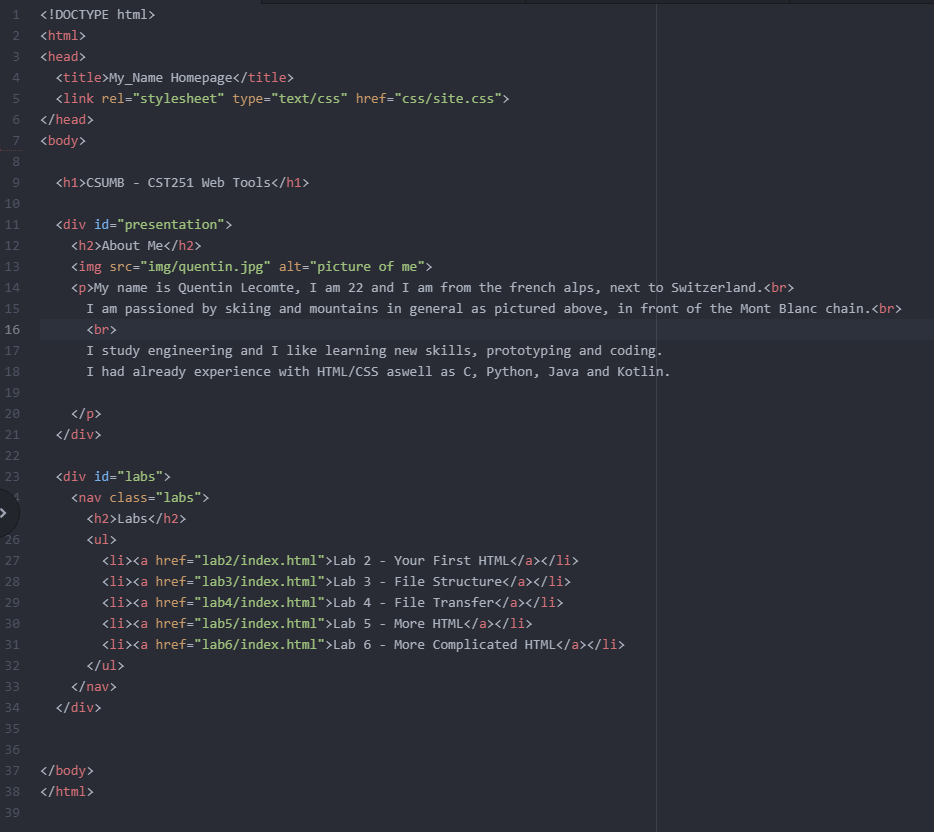 1 <!DOCTYPE html>
2 <html>
3 <head>
4   <title>My_Name Homepage</title>
5   <link rel="stylesheet" type="text/css" href="css/site.css">
6 </head>
7 <body>
8
9   <h1>CSUMB - CST251 Web Tools</h1>
10
11   <div id="presentation">
12     <h2>About Me</h2>
13     <img src="img/quentin.jpg" alt="picture of me">
14     <p>My name is Quentin Lecomte, I am 22 and I am from the french alps, next to Switzerland.<br>
15       I am passioned by skiing and mountains in general as pictured above, in front of the Mont Blanc chain.<br>
16       <br>
17       I study engineering and I like learning new skills, prototyping and coding.
18       I had already experience with HTML/CSS aswell as C, Python, Java and Kotlin.
19
20     </p>
21   </div>
22
23   <div id="labs">
4     <nav class="labs">
      <h2>Labs</h2>
26       <ul>
27         <li><a href="lab2/index.html">Lab 2 - Your First HTML</a></li>
28         <li><a href="lab3/index.html">Lab 3 - File Structure</a></li>
29         <li><a href="lab4/index.html">Lab 4 - File Transfer</a></li>
30         <li><a href="lab5/index.html">Lab 5 - More HTML</a></li>
31         <li><a href="lab6/index.html">Lab 6 - More Complicated HTML</a></li>
32       </ul>
33     </nav>
34   </div>
35
36
37 </body>
38 </html>
39